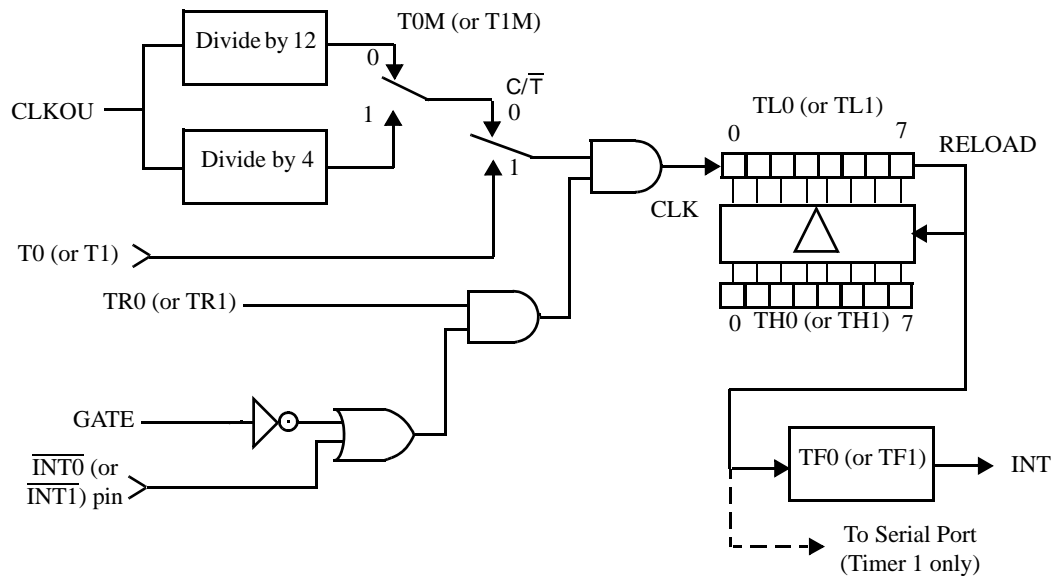 T0M (or T1M)
Divide by 12
0
C/T̅
CLKOU
1
0
TL0 (or TL1)
0
7
RELOAD
Divide by 4
1
CLK
T0 (or T1)
TR0 (or TR1)
0
TH0 (or TH1)
7
GATE
I̅N̅T̅0̅ (or
I̅N̅T̅1̅) pin
TF0 (or TF1)
INT
To Serial Port
(Timer 1 only)